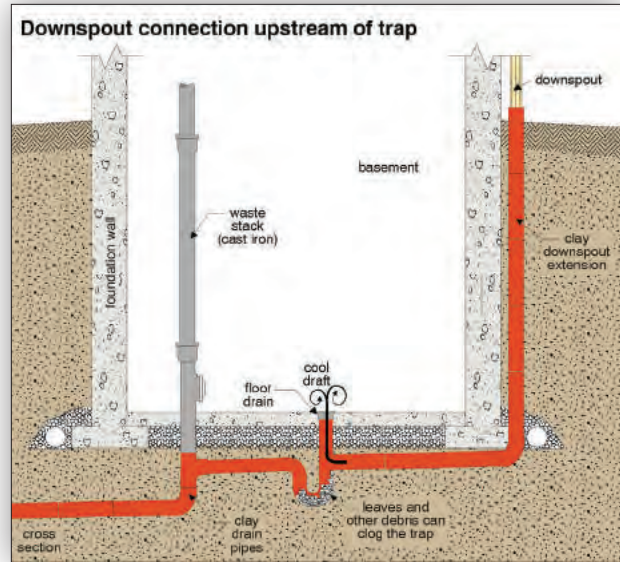 Downspout connection upstream of trap
downspout
basement
waste
stack
(cast iron)
foundation wall
clay
downspout
extension
cool
draft
floor
drain
leaves and
other debris can
clog the trap
clay
drain
pipes
cross
section